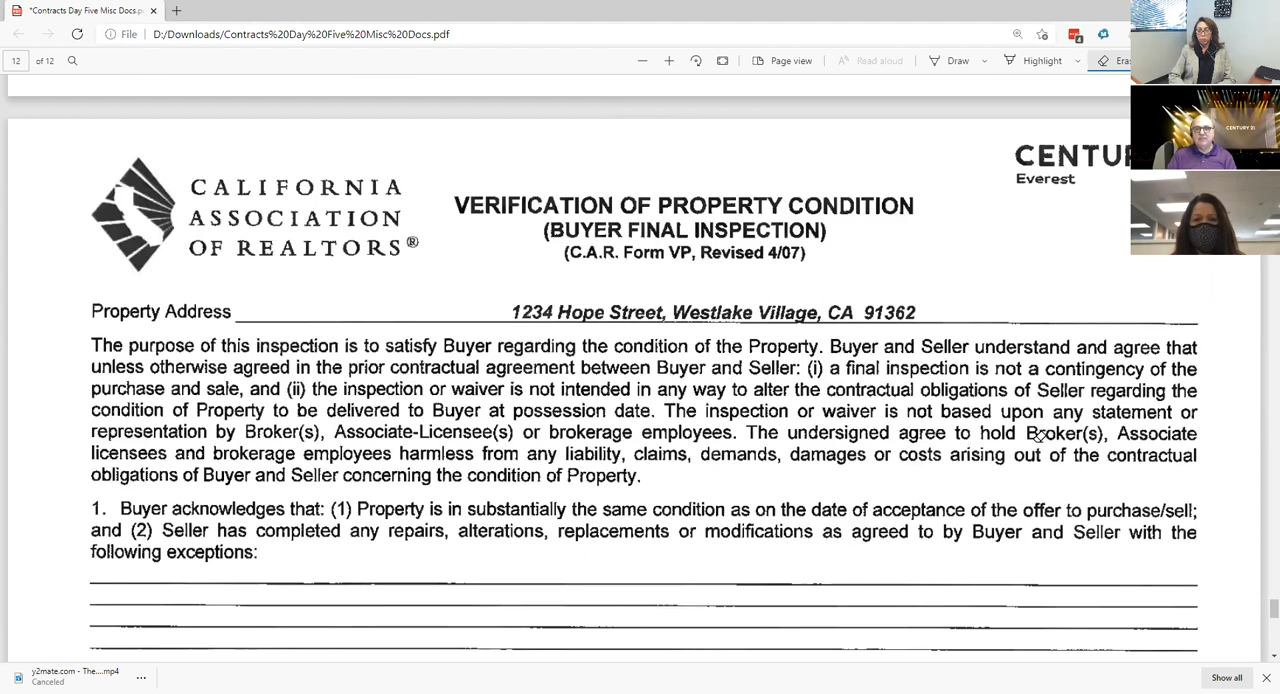 *Contracts Day Five Misc Docs.p
File
D:/Downloads/Contracts%20Day%20Five%20Misc%20Docs.pdf
12 of 12
Page view
Read aloud
Draw
Highlight
Eras
CENTURY 21
CALIFORNIA
ASSOCIATION
OF REALTORS®
CENTU
Everest
VERIFICATION OF PROPERTY CONDITION
(BUYER FINAL INSPECTION)
(C.A.R. Form VP, Revised 4/07)
Property Address 1234 Hope Street, Westlake Village, CA 91362
The purpose of this inspection is to satisfy Buyer regarding the condition of the Property. Buyer and Seller understand and agree that
unless otherwise agreed in the prior contractual agreement between Buyer and Seller: (i) a final inspection is not a contingency of the
purchase and sale, and (ii) the inspection or waiver is not intended in any way to alter the contractual obligations of Seller regarding the
condition of Property to be delivered to Buyer at possession date. The inspection or waiver is not based upon any statement or
representation by Broker(s), Associate-Licensee(s) or brokerage employees. The undersigned agree to hold Broker(s), Associate
licensees and brokerage employees harmless from any liability, claims, demands, damages or costs arising out of the contractual
obligations of Buyer and Seller concerning the condition of Property.
1. Buyer acknowledges that: (1) Property is in substantially the same condition as on the date of acceptance of the offer to purchase/sell;
and (2) Seller has completed any repairs, alterations, replacements or modifications as agreed to by Buyer and Seller with the
following exceptions:
y2mate.com - The....mp4
Canceled
Show all